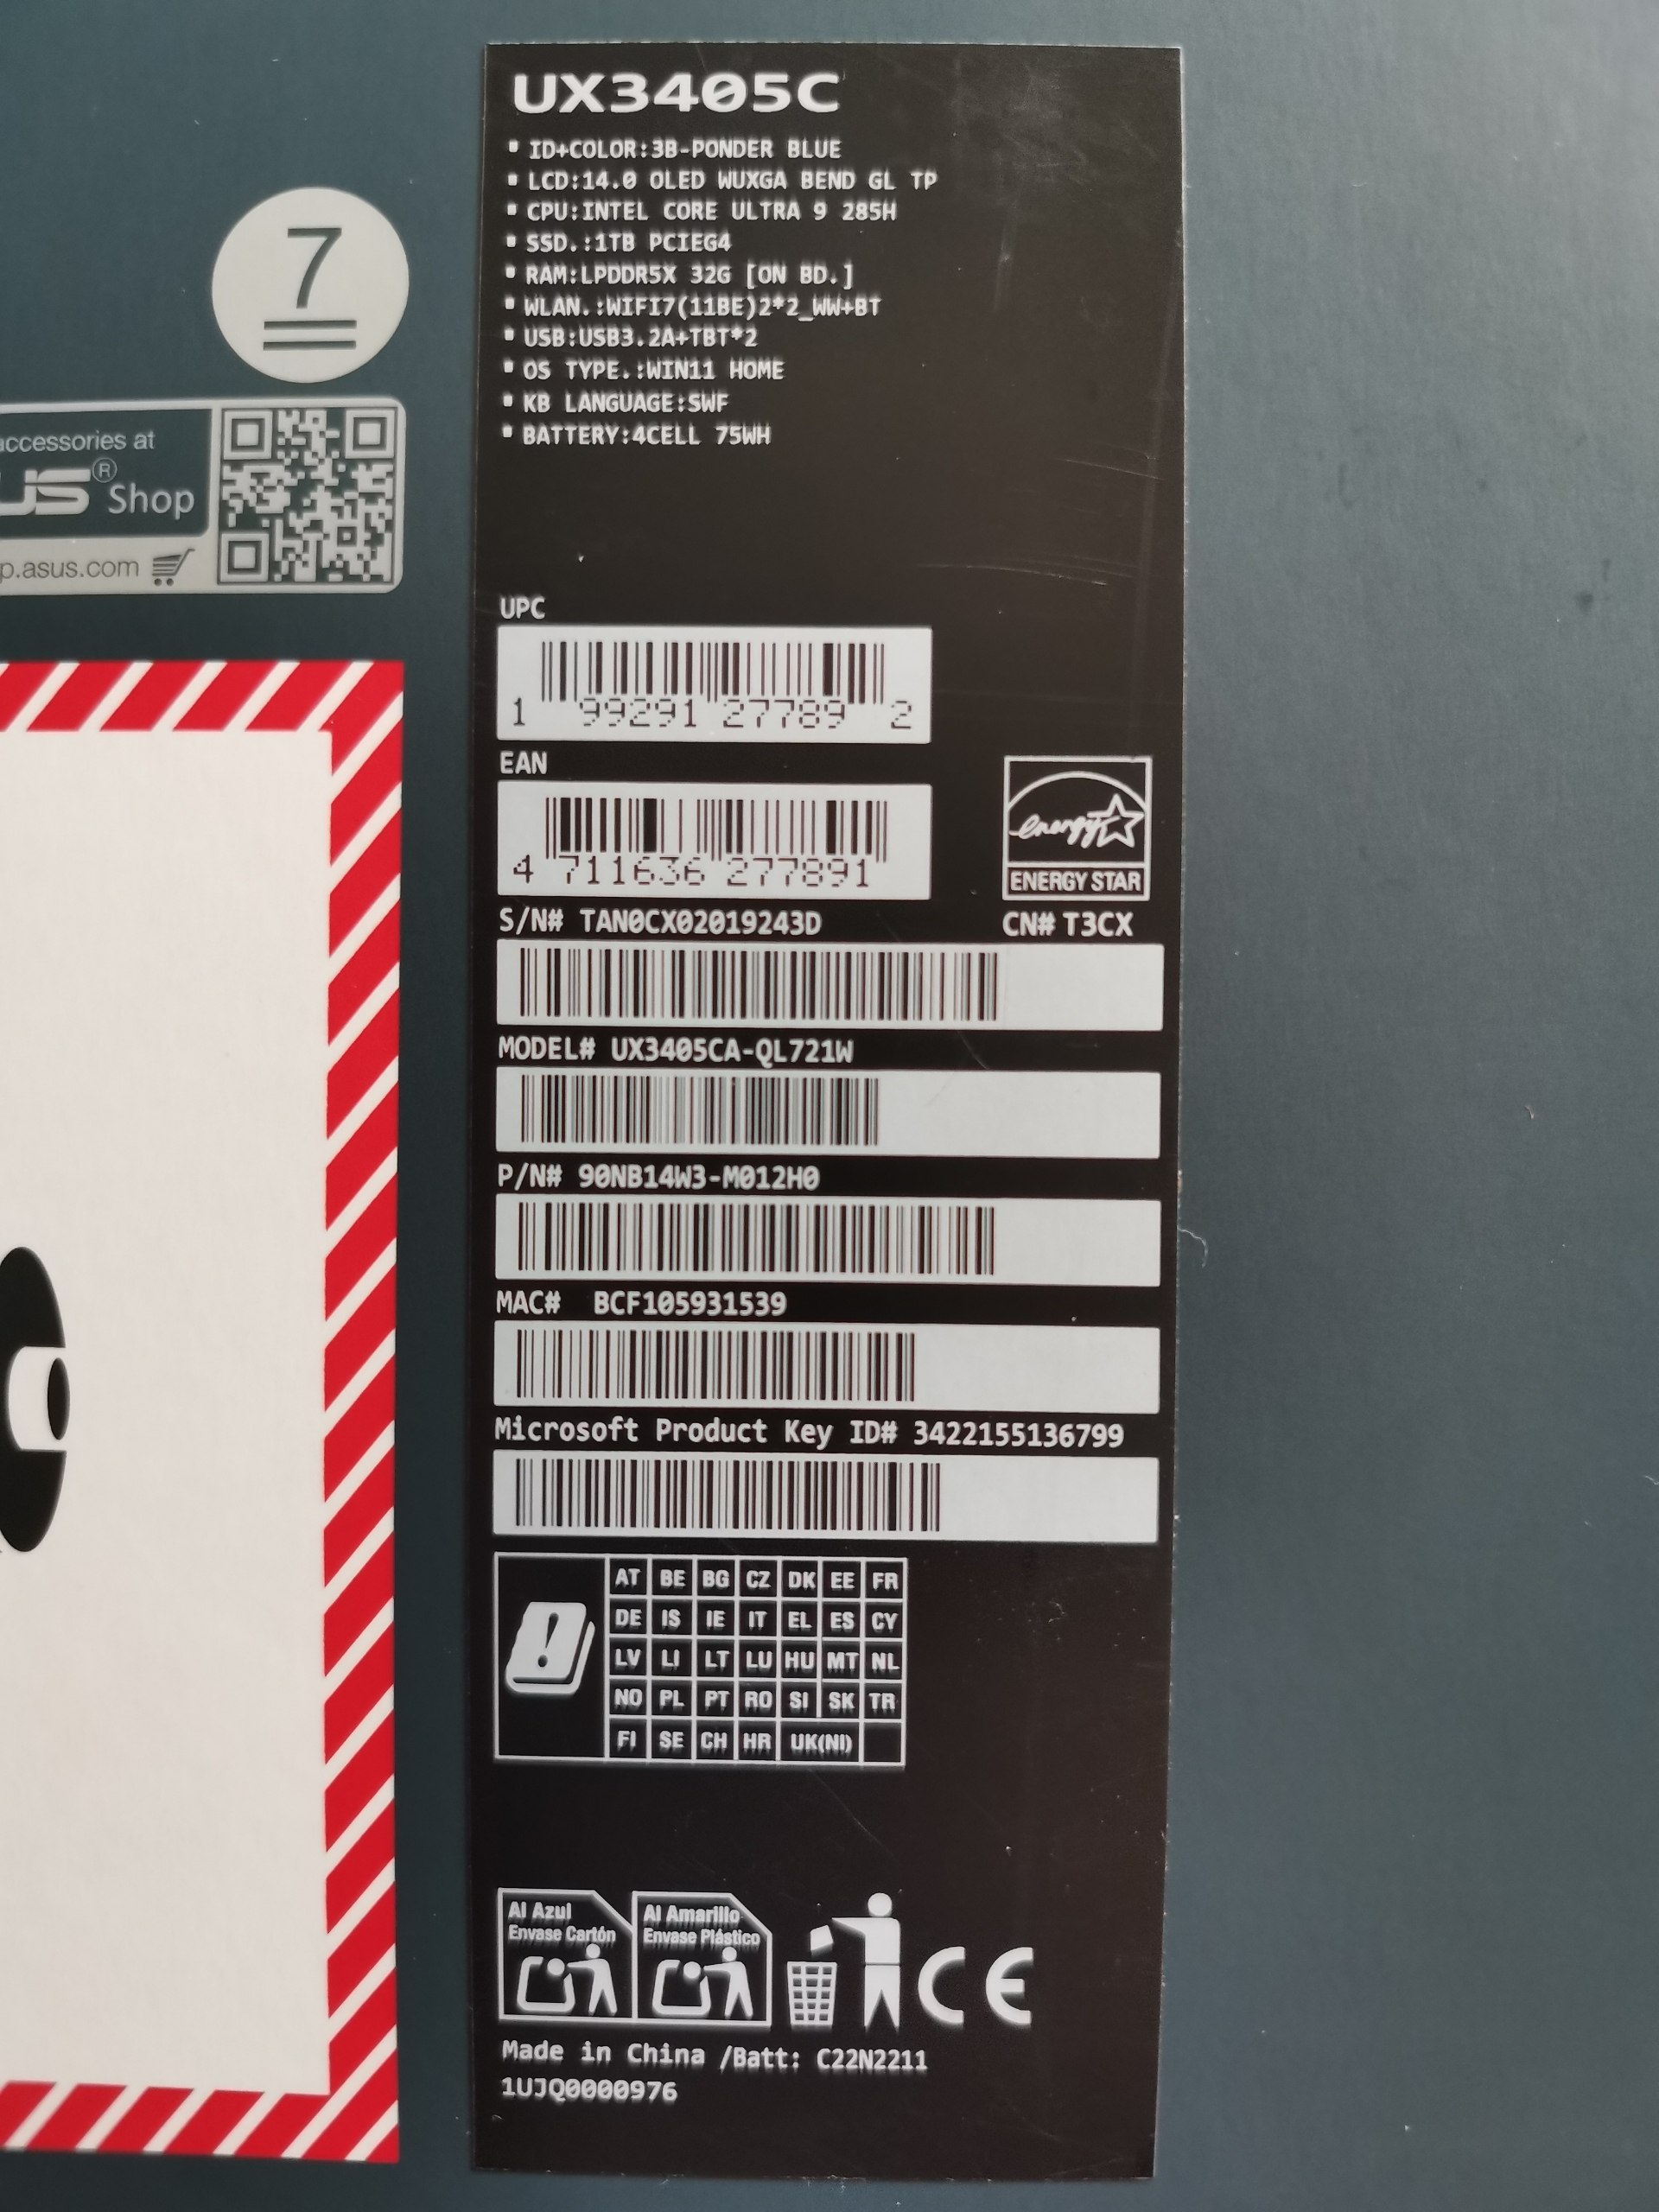 UX3405C
ID+COLOR:3B-PONDER BLUE
LCD:14.0 OLED WUXGA BEND GL TP
CPU:INTEL CORE ULTRA 9 285H
SSD.:1TB PCIEG4
RAM:LPDDR5X 32G [ON BD.]
WLAN.:WIFI7(11BE)2*2_WW+BT
USB:USB3.2A+TBT*2
OS TYPE.:WIN11 HOME
KB LANGUAGE:SWF
BATTERY:4CELL 75WH
7
accessories at
US® Shop
p.asus.com
UPC
1 99291 27789 2
EAN
4 711636 277891
energy
ENERGY STAR
S/N# TAN0CX02019243D
CN# T3CX
MODEL# UX3405CA-QL721W
P/N# 90NB14W3-M012H0
MAC# BCF105931539
Microsoft Product Key ID# 3422155136799
AT BE BG CZ DK EE FR
DE IS IE IT EL ES CY
LV LI LT LU HU MT NL
NO PL PT RO SI SK TR
FI SE CH HR UK(NI)
Al Azul
Envase Cartón
Al Amarillo
Envase Plástico
CE
Made in China /Batt: C22N2211
1UJQ0000976